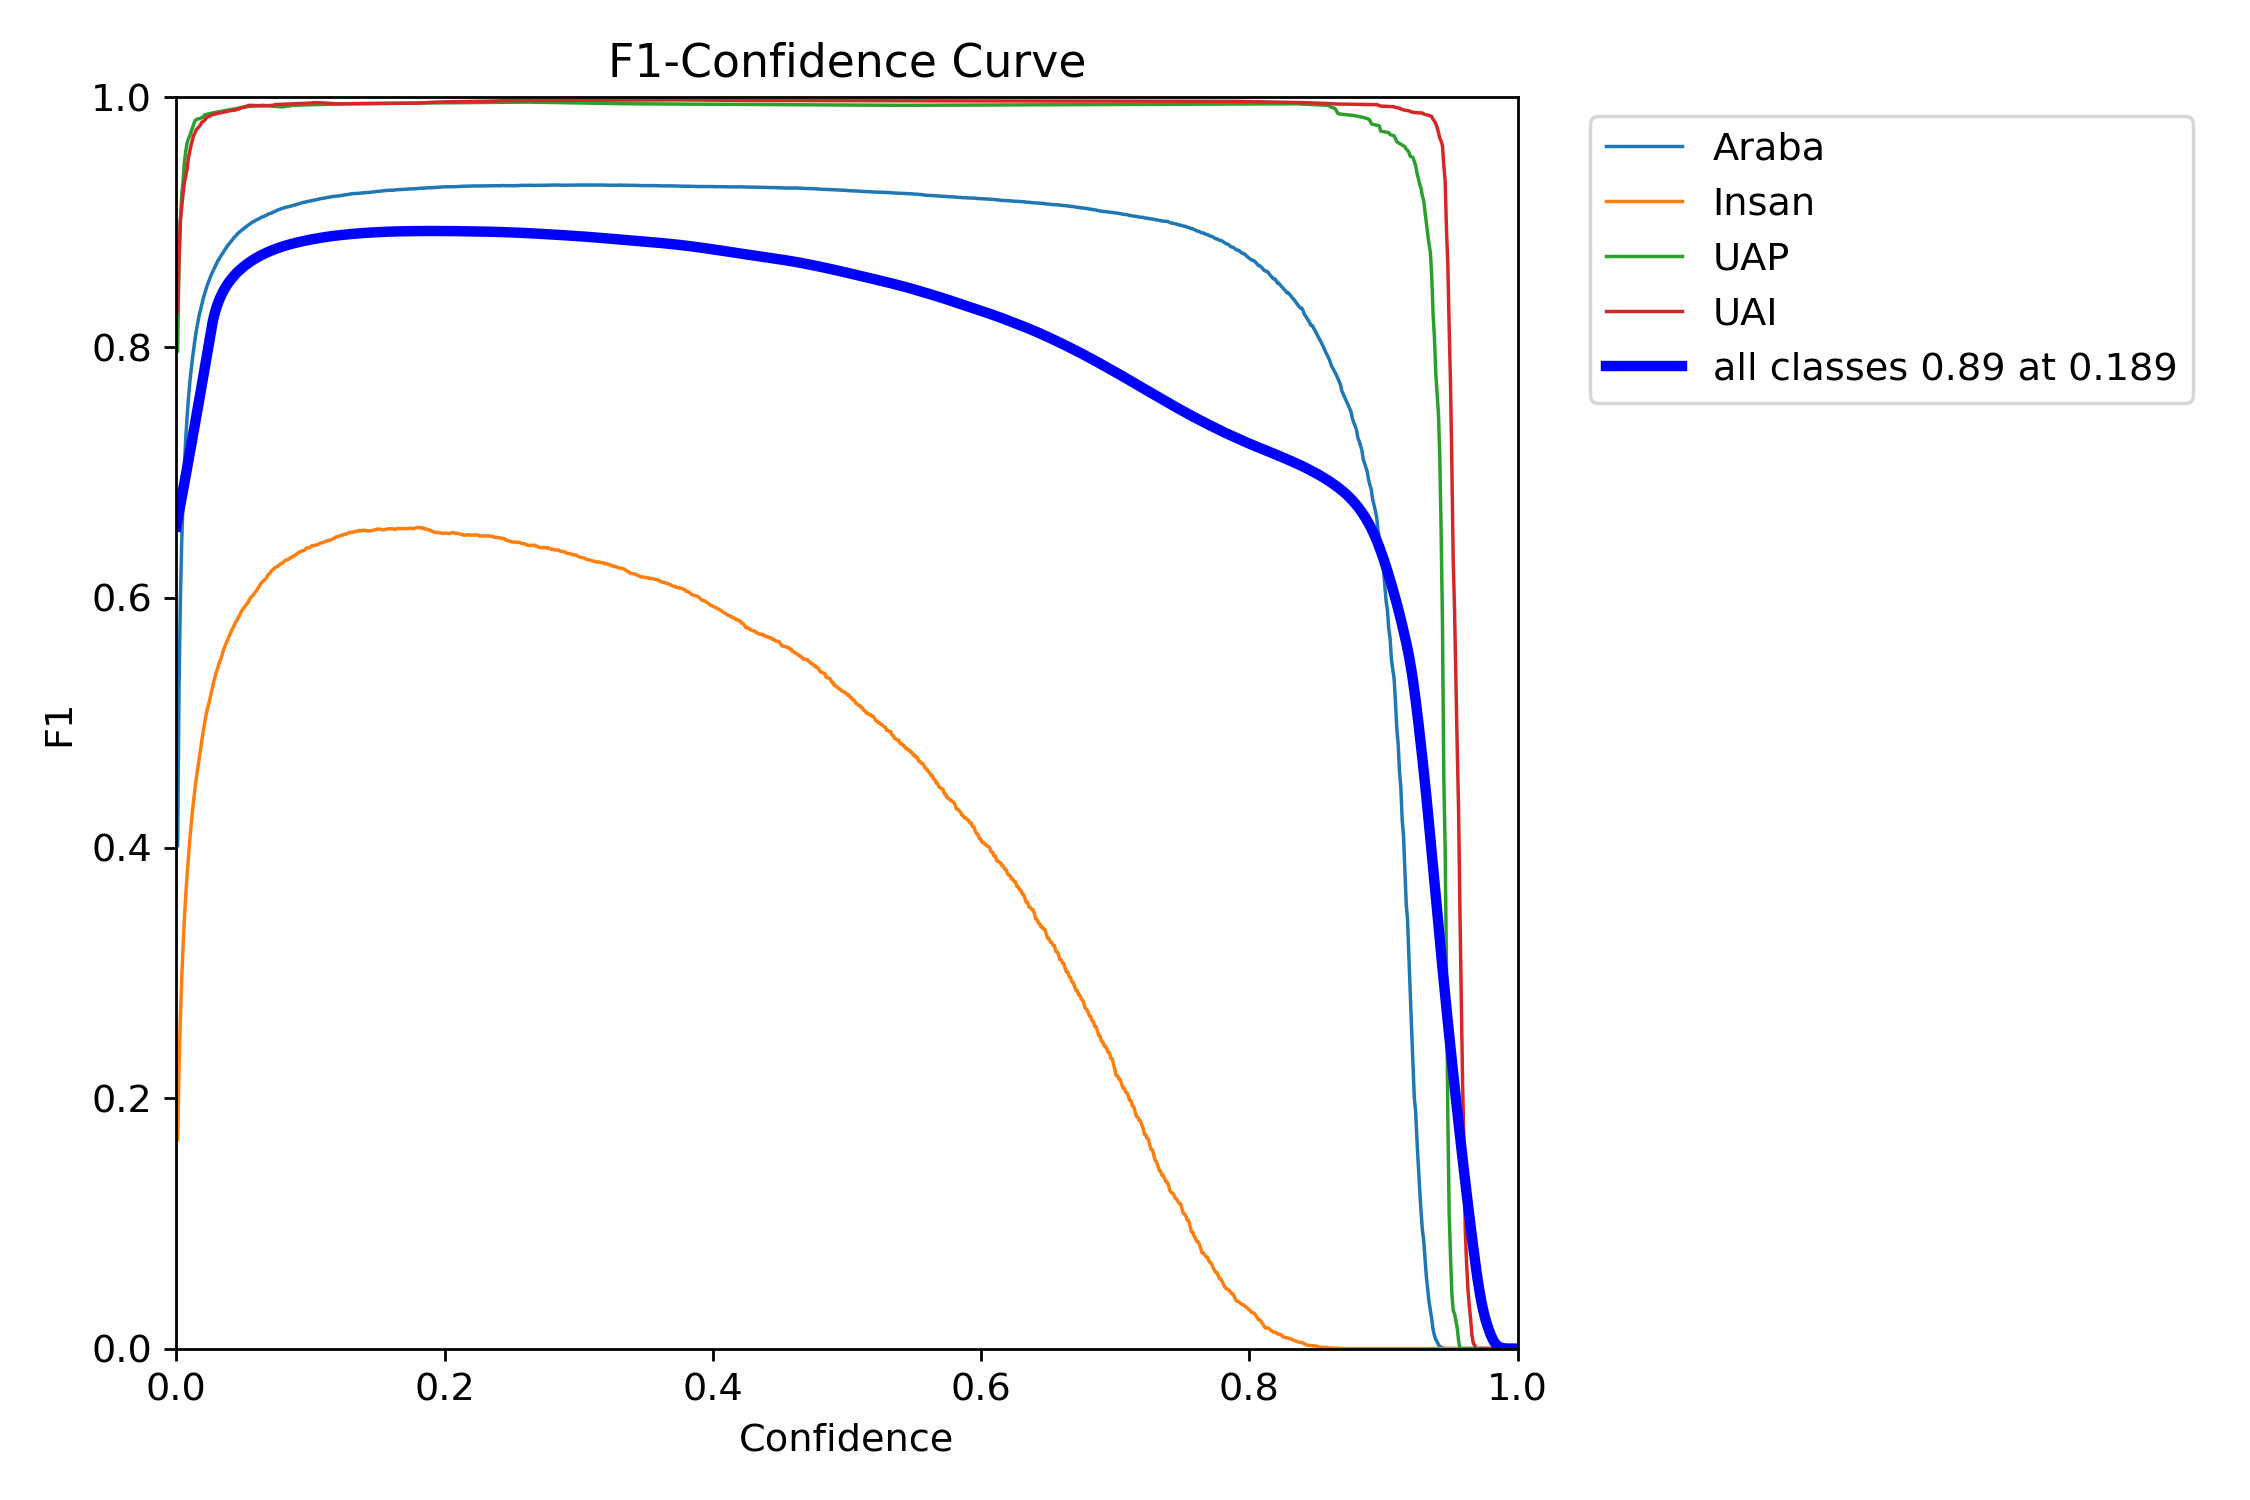 F1-Confidence Curve
1.0
0.8
0.6
0.4
0.2
0.0
F1
0.0 0.2 0.4 0.6 0.8 1.0
Confidence
Araba
Insan
UAP
UAI
all classes 0.89 at 0.189